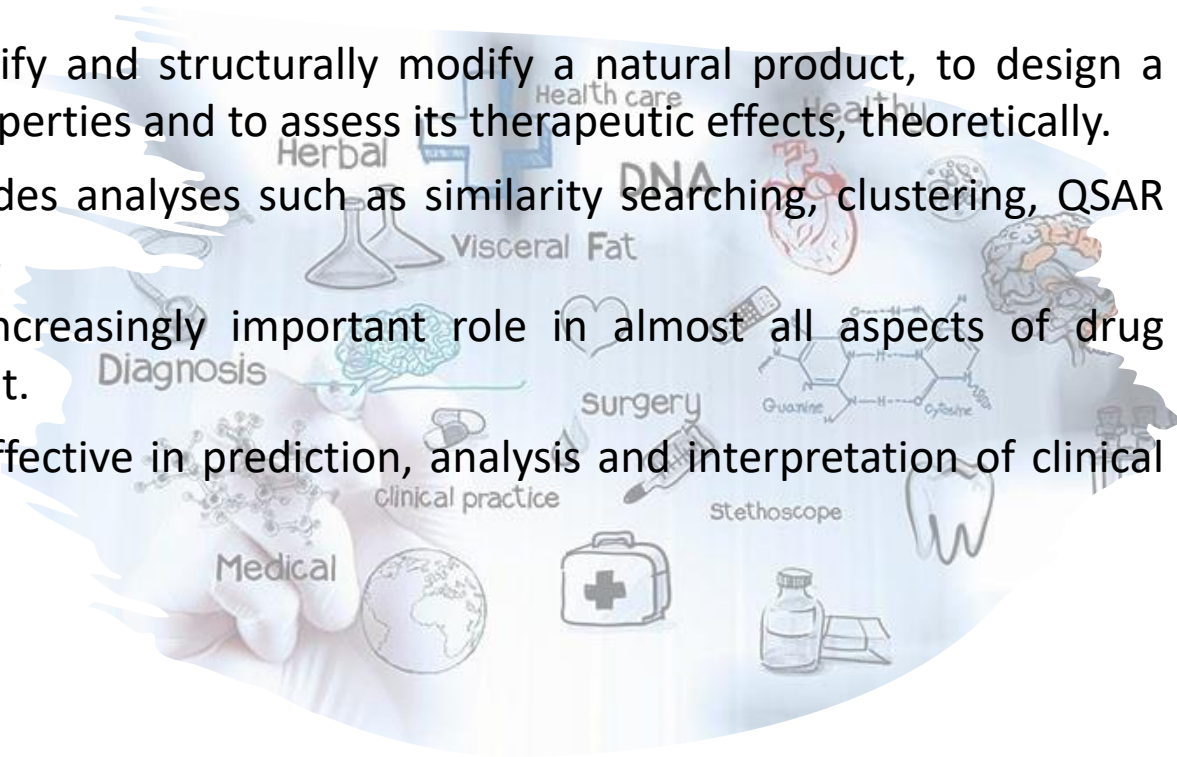 ify and structurally modify a natural product, to design a
perties and to assess its therapeutic effects, theoretically.
des analyses such as similarity searching, clustering, QSAR
ncreasingly important role in almost all aspects of drug
t.
ffective in prediction, analysis and interpretation of clinical
Health care
Healthy
Herbal
DNA
Visceral Fat
Diagnosis
Surgery
Guanine
Cytosine
Clinical practice
Stethoscope
Medical